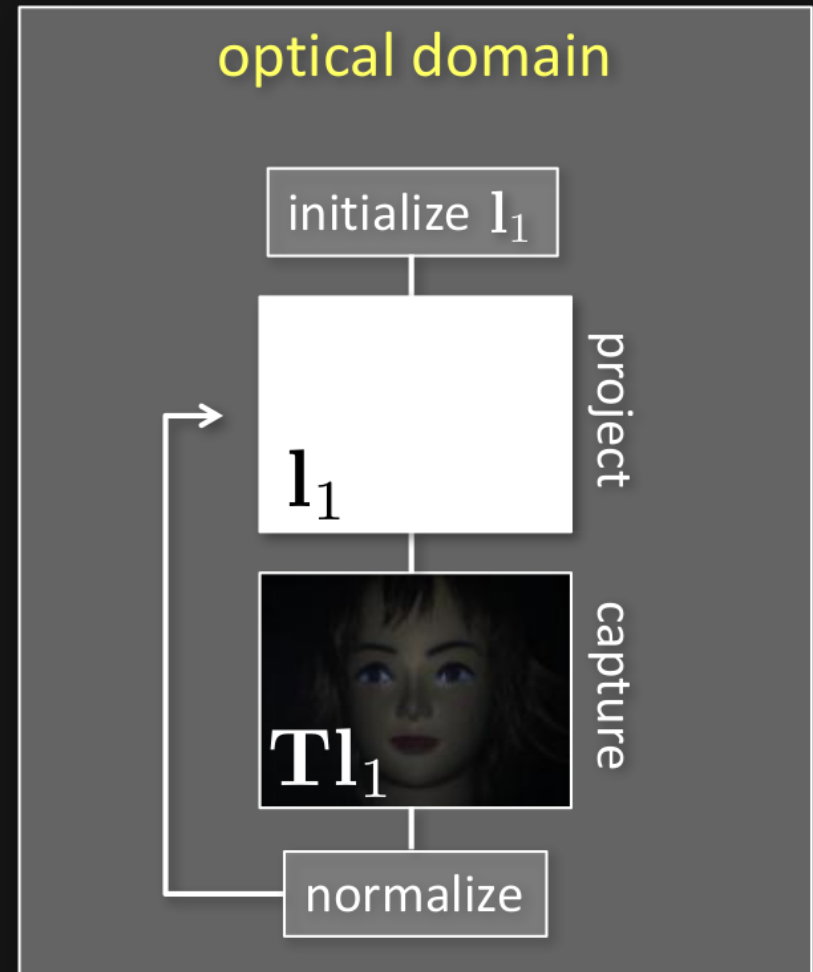 optical domain
initialize l₁
project
l₁
capture
Tl₁
normalize